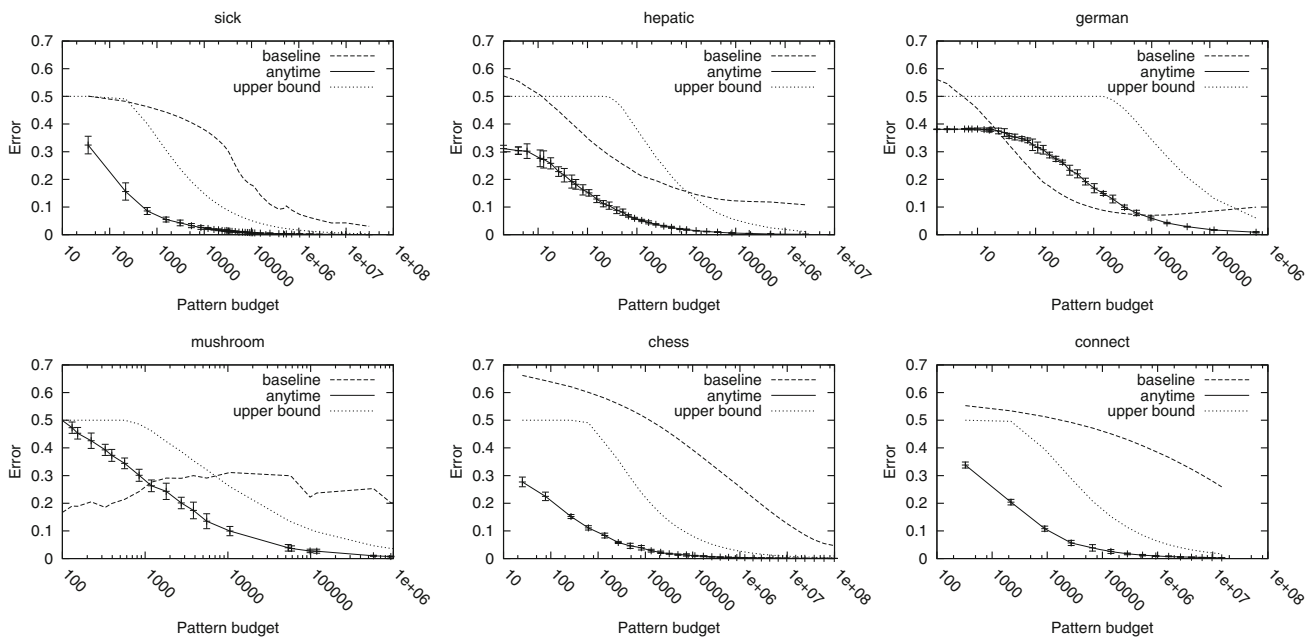 sick
0.7
0.6
0.5
0.4
0.3
0.2
0.1
0
Error
baseline
anytime
upper bound
10
100
1000
10000
100000
1e+06
1e+07
1e+08
Pattern budget
hepatic
0.7
0.6
0.5
0.4
0.3
0.2
0.1
0
Error
baseline
anytime
upper bound
10
100
1000
10000
100000
1e+06
1e+07
Pattern budget
german
0.7
0.6
0.5
0.4
0.3
0.2
0.1
0
Error
baseline
anytime
upper bound
10
100
1000
10000
100000
1e+06
Pattern budget
mushroom
0.7
0.6
0.5
0.4
0.3
0.2
0.1
0
Error
baseline
anytime
upper bound
100
1000
10000
100000
1e+06
Pattern budget
chess
0.7
0.6
0.5
0.4
0.3
0.2
0.1
0
Error
baseline
anytime
upper bound
10
100
1000
10000
100000
1e+06
1e+07
1e+08
Pattern budget
connect
0.7
0.6
0.5
0.4
0.3
0.2
0.1
0
Error
baseline
anytime
upper bound
100
1000
10000
100000
1e+06
1e+07
1e+08
Pattern budget